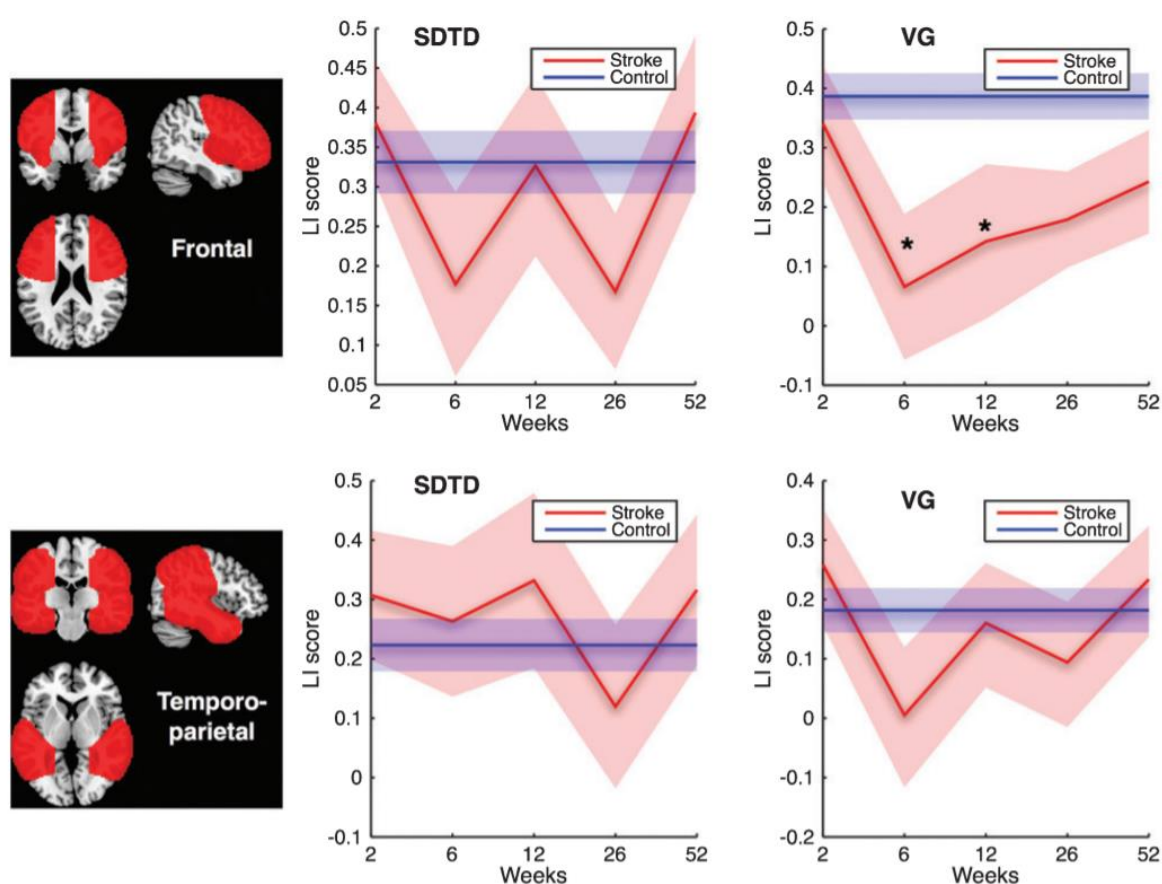 Frontal
SDTD
Stroke
Control
LI score
0.5
0.45
0.4
0.35
0.3
0.25
0.2
0.15
0.1
0.05
2 6 12 26 52
Weeks
VG
Stroke
Control
LI score
0.5
0.4
0.3
0.2
0.1
0
-0.1
*
*
2 6 12 26 52
Weeks
Temporo-
parietal
SDTD
Stroke
Control
LI score
0.5
0.4
0.3
0.2
0.1
0
-0.1
2 6 12 26 52
Weeks
VG
Stroke
Control
LI score
0.4
0.3
0.2
0.1
0
-0.1
-0.2
2 6 12 26 52
Weeks